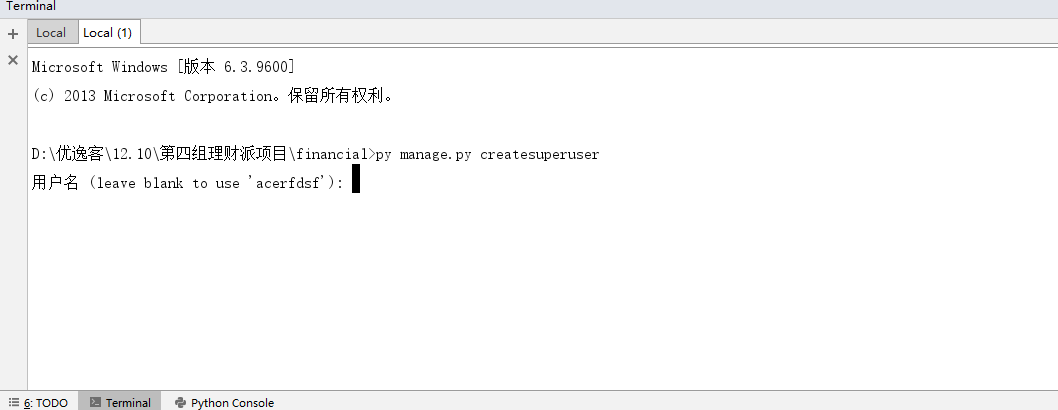 Terminal
Local
Local (1)
Microsoft Windows [版本 6.3.9600]
(c) 2013 Microsoft Corporation。保留所有权利。
D:\优逸客\12.10\第四组理财派项目\financial>py manage.py createsuperuser
用户名 (leave blank to use 'acerfdsf'):
6: TODO
Terminal
Python Console